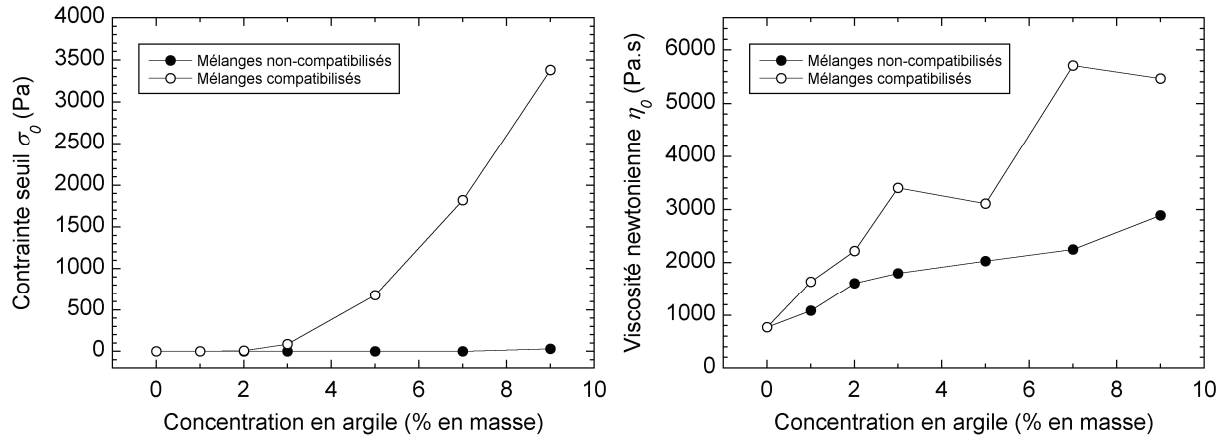 4000
3500
3000
2500
2000
1500
1000
500
0
Contrainte seuil σ0 (Pa)
Mélanges non-compatibilisés
Mélanges compatibilisés
0 2 4 6 8 10
Concentration en argile (% en masse)
6000
5000
4000
3000
2000
1000
0
Viscosité newtonienne η0 (Pa.s)
Mélanges non-compatibilisés
Mélanges compatibilisés
0 2 4 6 8 10
Concentration en argile (% en masse)